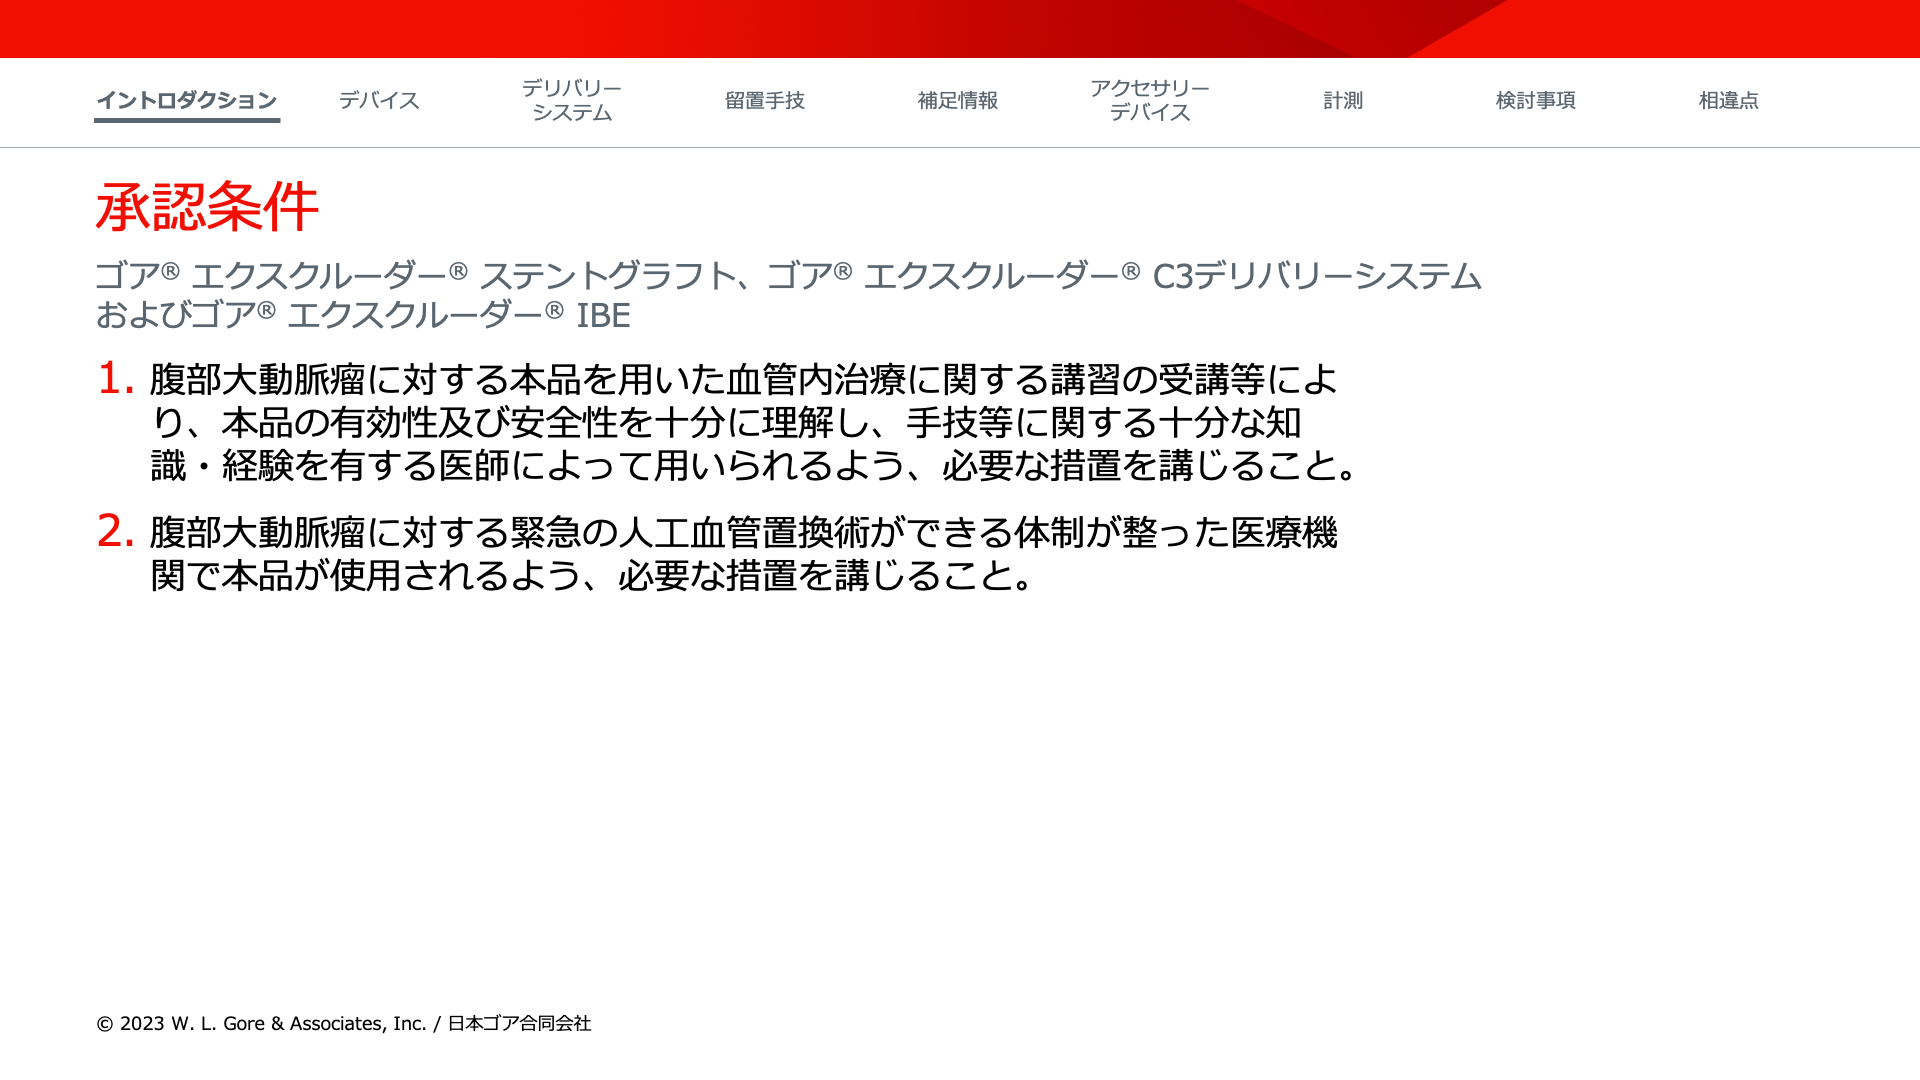 イントロダクション
デバイス
デリバリー
システム
留置手技
補足情報
アクセサリー
デバイス
計測
検討事項
相違点
承認条件
ゴア® エクスクルーダー® ステントグラフト、ゴア® エクスクルーダー® C3デリバリーシステム
およびゴア® エクスクルーダー® IBE
1. 腹部大動脈瘤に対する本品を用いた血管内治療に関する講習の受講等によ
り、本品の有効性及び安全性を十分に理解し、手技等に関する十分な知
識・経験を有する医師によって用いられるよう、必要な措置を講じること。
2. 腹部大動脈瘤に対する緊急の人工血管置換術ができる体制が整った医療機
関で本品が使用されるよう、必要な措置を講じること。
© 2023 W. L. Gore & Associates, Inc. / 日本ゴア合同会社